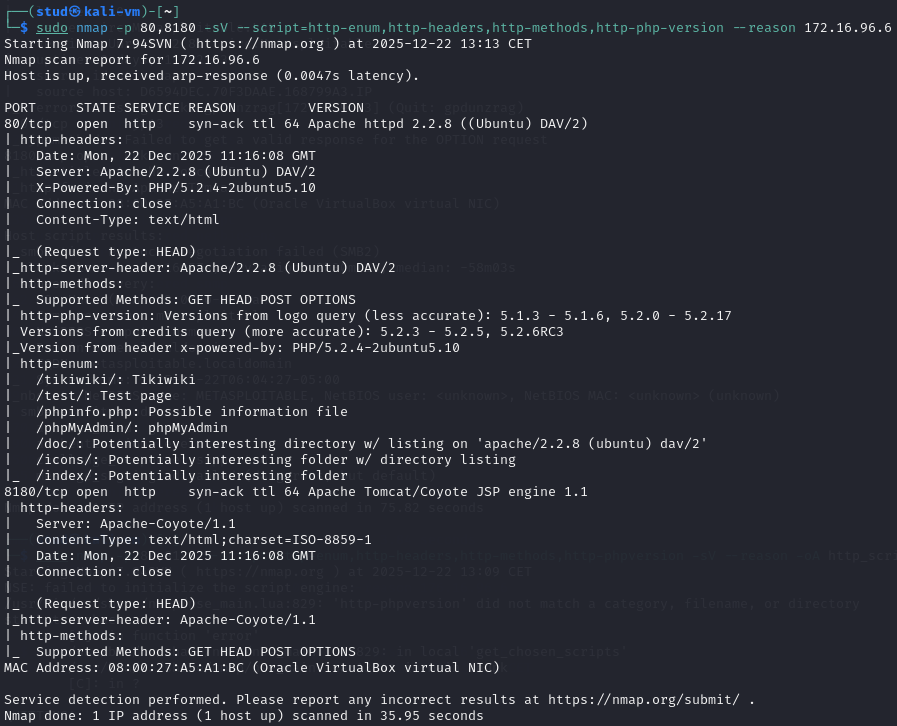 ┌──(stud㉿kali-vm)-[~]
└─$ sudo nmap -p 80,8180 -sV --script=http-enum,http-headers,http-methods,http-php-version --reason 172.16.96.6
Starting Nmap 7.94SVN ( https://nmap.org ) at 2025-12-22 13:13 CET
Nmap scan report for 172.16.96.6
Host is up, received arp-response (0.0047s latency).

PORT     STATE SERVICE REASON         VERSION
80/tcp   open  http    syn-ack ttl 64 Apache httpd 2.2.8 ((Ubuntu) DAV/2)
| http-headers:
|   Date: Mon, 22 Dec 2025 11:16:08 GMT
|   Server: Apache/2.2.8 (Ubuntu) DAV/2
|   X-Powered-By: PHP/5.2.4-2ubuntu5.10
|   Connection: close
|   Content-Type: text/html
|
|_  (Request type: HEAD)
|_http-server-header: Apache/2.2.8 (Ubuntu) DAV/2
| http-methods:
|_  Supported Methods: GET HEAD POST OPTIONS
| http-php-version: Versions from logo query (less accurate): 5.1.3 - 5.1.6, 5.2.0 - 5.2.17
| Versions from credits query (more accurate): 5.2.3 - 5.2.5, 5.2.6RC3
|_Version from header x-powered-by: PHP/5.2.4-2ubuntu5.10
| http-enum:
|   /tikiwiki/: Tikiwiki
|   /test/: Test page
|   /phpinfo.php: Possible information file
|   /phpMyAdmin/: phpMyAdmin
|   /doc/: Potentially interesting directory w/ listing on 'apache/2.2.8 (ubuntu) dav/2'
|   /icons/: Potentially interesting folder w/ directory listing
|_  /index/: Potentially interesting folder
8180/tcp open  http    syn-ack ttl 64 Apache Tomcat/Coyote JSP engine 1.1
| http-headers:
|   Server: Apache-Coyote/1.1
|   Content-Type: text/html;charset=ISO-8859-1
|   Date: Mon, 22 Dec 2025 11:16:08 GMT
|   Connection: close
|
|_  (Request type: HEAD)
|_http-server-header: Apache-Coyote/1.1
| http-methods:
|_  Supported Methods: GET HEAD POST OPTIONS
MAC Address: 08:00:27:A5:A1:BC (Oracle VirtualBox virtual NIC)

Service detection performed. Please report any incorrect results at https://nmap.org/submit/ .
Nmap done: 1 IP address (1 host up) scanned in 35.95 seconds